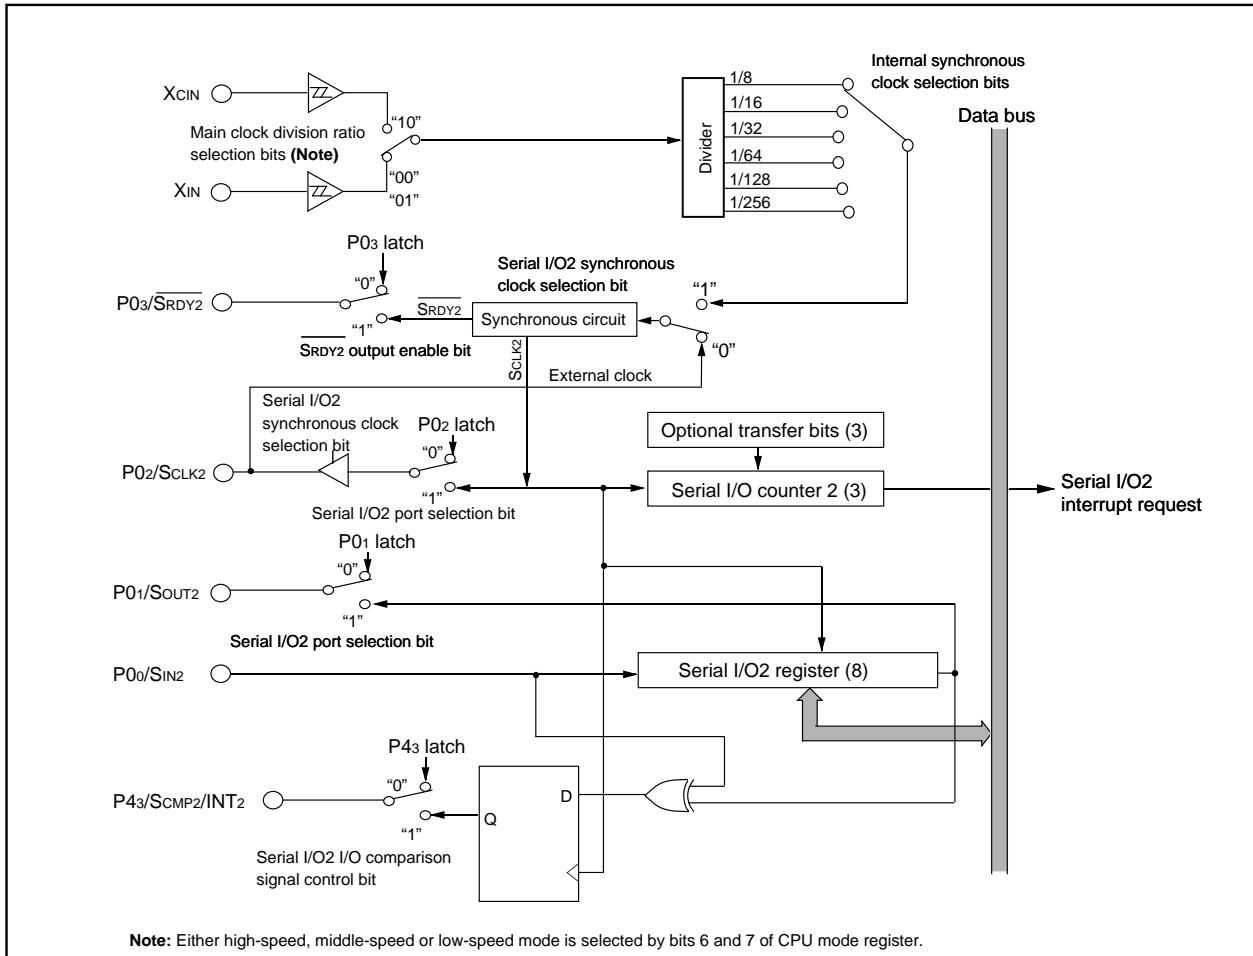 XCIN
Main clock division ratio
selection bits (Note)
XIN
“10”
“00”
“01”
Divider
1/8
1/16
1/32
1/64
1/128
1/256
Internal synchronous
clock selection bits
Data bus
P03 latch
“0”
P03/SRDY2
“1”
SRDY2 output enable bit
SRDY2
Serial I/O2 synchronous
clock selection bit
Synchronous circuit
“1”
“0”
SCLK2
External clock
Serial I/O2
synchronous clock
selection bit
P02 latch
“0”
P02/SCLK2
“1”
Serial I/O2 port selection bit
Optional transfer bits (3)
Serial I/O counter 2 (3)
Serial I/O2
interrupt request
P01 latch
“0”
P01/SOUT2
“1”
Serial I/O2 port selection bit
P00/SIN2
Serial I/O2 register (8)
P43 latch
“0”
P43/SCMP2/INT2
“1”
Serial I/O2 I/O comparison
signal control bit
D
Q
Note: Either high-speed, middle-speed or low-speed mode is selected by bits 6 and 7 of CPU mode register.